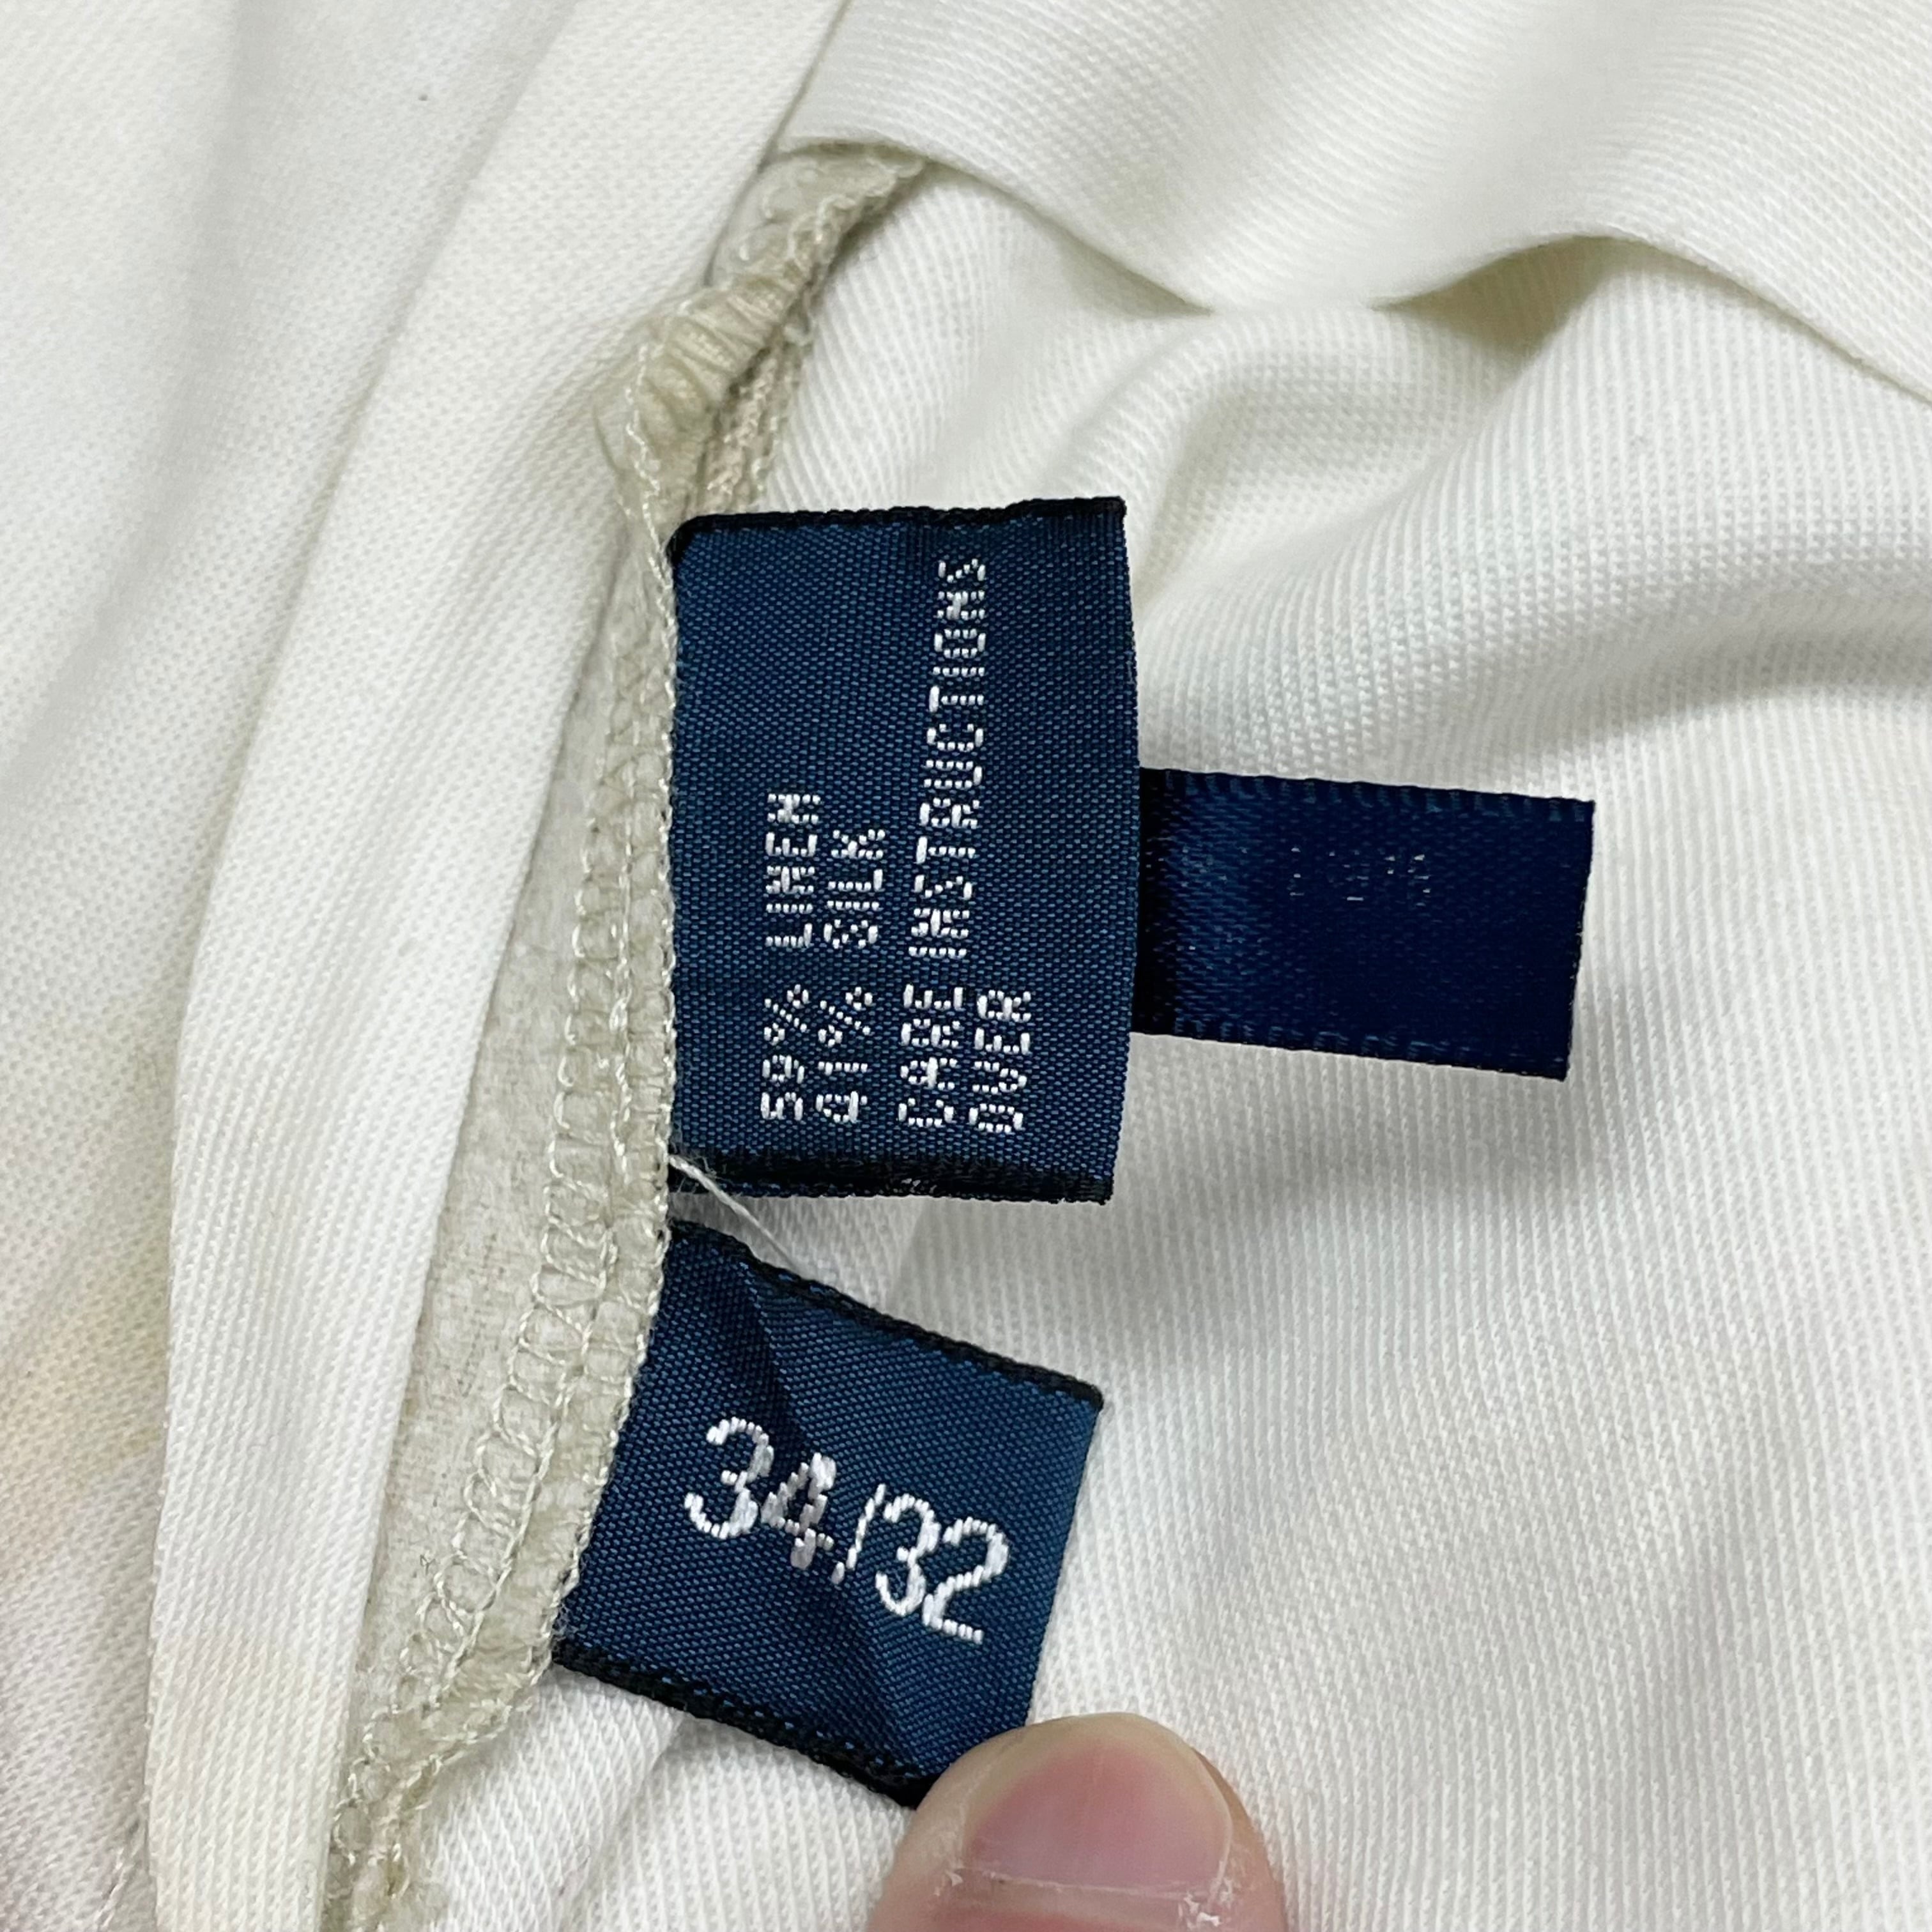 59% LINEN
41% SILK
CARE INSTRUCTIONS
OVER
34/32